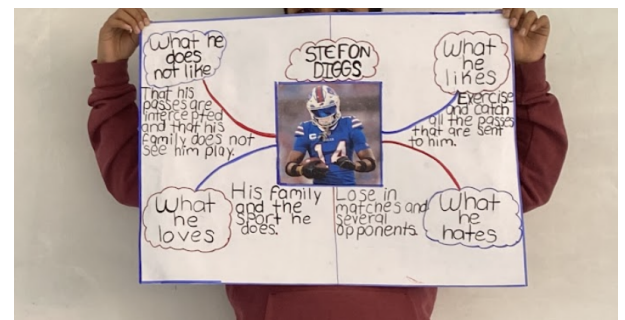 What he
does
not like
That his
passes are
intercepted
and that his
family does not
see him play.
STEFON
DIGGS
14
What
he
likes
Exercise
and catch
all the passes
that are sent
to him.
What
he
loves
His family
and the
sport he
does.
Lose in
matches and
several
opponents.
What
he
hates